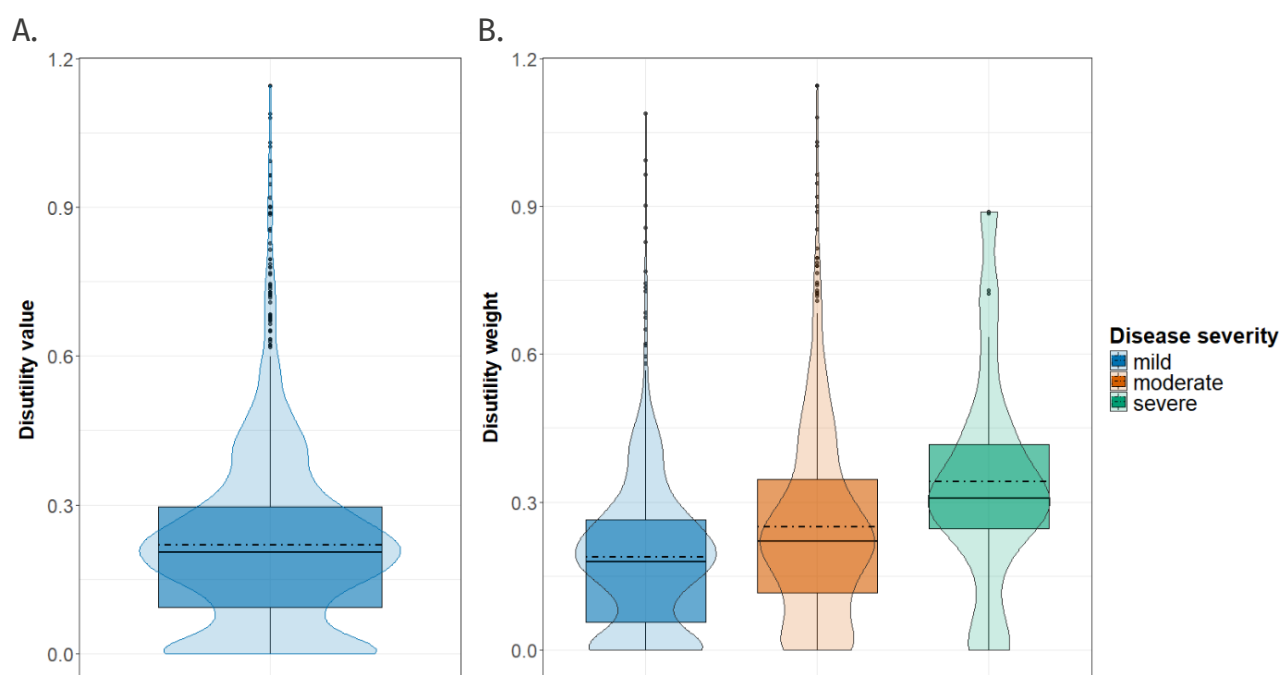 A.
B.
1.2
0.9
0.6
0.3
0.0
Disutility value
1.2
0.9
0.6
0.3
0.0
Disutility weight
Disease severity
mild
moderate
severe